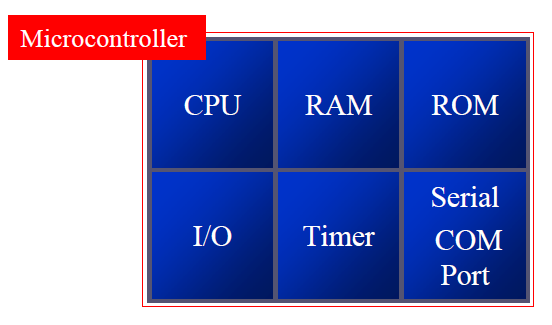 Microcontroller
CPU
RAM
ROM
I/O
Timer
Serial
COM
Port